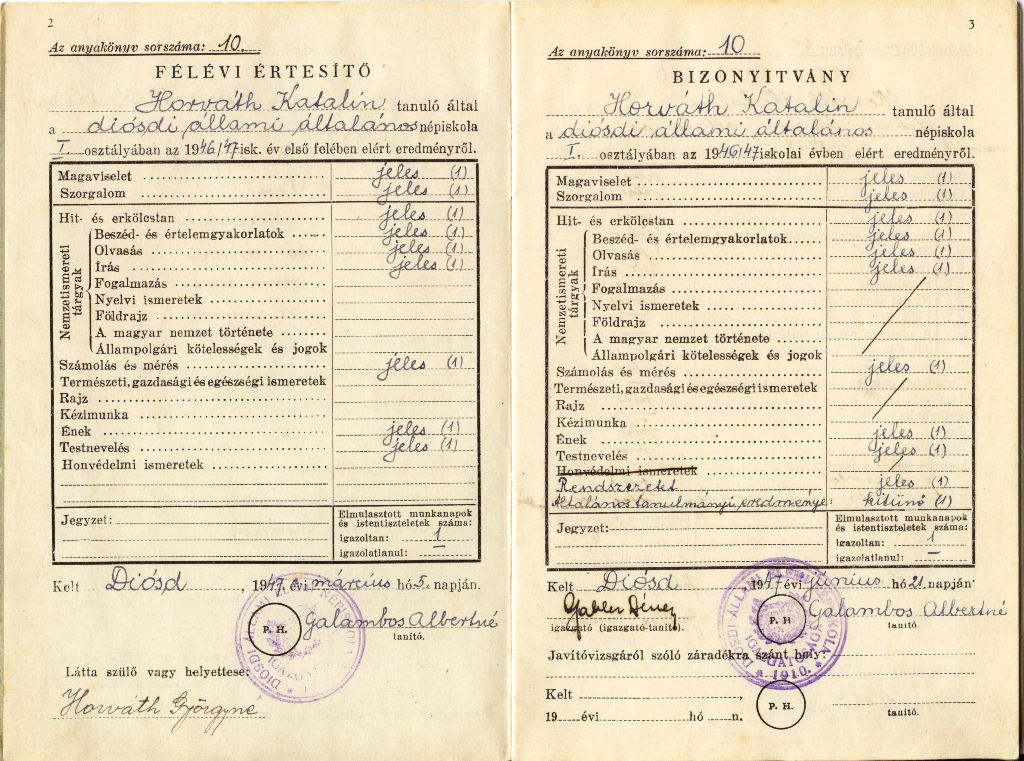 2
Az anyakönyv sorszáma: 10.
FÉLÉVI ÉRTESÍTŐ
Horváth Katalin tanuló által
a diósdi állami általános népiskola
I. osztályában az 1946/47 isk. év első felében elért eredményről.
Magaviselet jeles (1)
Szorgalom jeles (1)
Hit- és erkölcstan jeles (1)
Nemzetismereti tárgyak
Beszéd- és értelemgyakorlatok jeles (1)
Olvasás jeles (1)
Írás jeles (1)
Fogalmazás
Nyelvi ismeretek
Földrajz
A magyar nemzet története
Állampolgári kötelességek és jogok
Számolás és mérés jeles (1)
Természeti, gazdasági és egészségi ismeretek
Rajz
Kézimunka
Ének jeles (1)
Testnevelés jeles (1)
Honvédelmi ismeretek
Jegyzet:
Elmulasztott munkanapok
és istentiszteletek száma:
igazoltan: 1
igazolatlanul:
Kelt Diósd, 1947. évi március hó 5. napján.
P. H.
Galambos Albertné
tanító.
Látta szülő vagy helyettese:
Horváth Györgyné
3
Az anyakönyv sorszáma: 10
BIZONYITVÁNY
Horváth Katalin tanuló által
a diósdi állami általános népiskola
I. osztályában az 1946/47 iskolai évben elért eredményről.
Magaviselet jeles (1)
Szorgalom jeles (1)
Hit- és erkölcstan jeles (1)
Nemzetismereti tárgyak
Beszéd- és értelemgyakorlatok jeles (1)
Olvasás jeles (1)
Írás jeles (1)
Fogalmazás
Nyelvi ismeretek
Földrajz
A magyar nemzet története
Állampolgári kötelességek és jogok
Számolás és mérés jeles (1)
Természeti, gazdasági és egészségi ismeretek
Rajz
Kézimunka
Ének jeles (1)
Testnevelés jeles (1)
Honvédelmi ismeretek
Rendszeretet jeles (1)
Általános tanulmányi eredménye: kitünő (1)
Jegyzet:
Elmulasztott munkanapok
és istentiszteletek száma:
igazoltan: 1
igazolatlanul:
Kelt Diósd, 1947 évi június hó 21. napján
P. H.
Galambos Albertné
igazgató (igazgató-tanító). tanító.
1910.
Javítóvizsgáról szóló záradékra szánt hely:
Kelt
19 évi hó n.
P. H.
tanító.